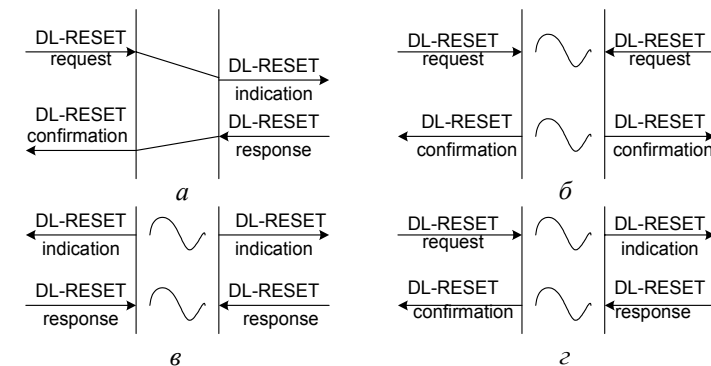 DL-RESET
request
DL-RESET
indication
DL-RESET
confirmation
DL-RESET
response
а
DL-RESET
request
DL-RESET
request
DL-RESET
confirmation
DL-RESET
confirmation
б
DL-RESET
indication
DL-RESET
indication
DL-RESET
response
DL-RESET
response
в
DL-RESET
request
DL-RESET
indication
DL-RESET
confirmation
DL-RESET
response
г